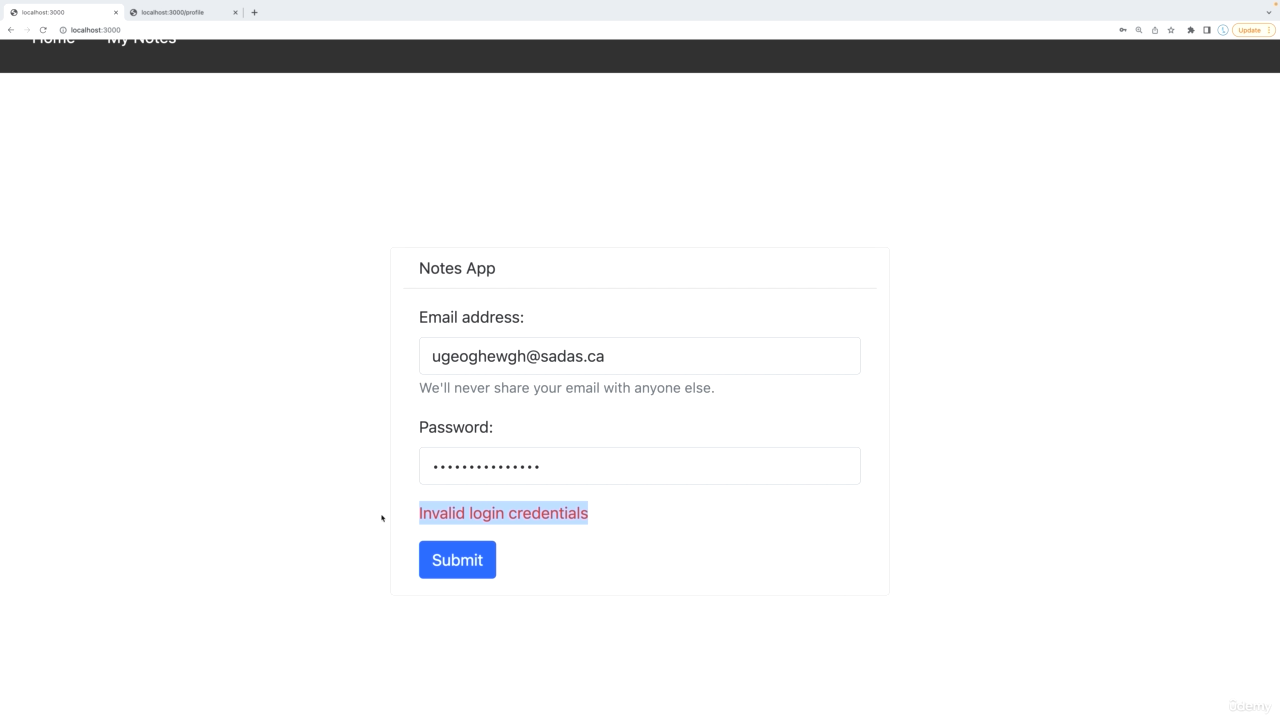 localhost:3000
localhost:3000/profile
localhost:3000
Update
Home My Notes
Notes App
Email address:
ugeoghewgh@sadas.ca
We'll never share your email with anyone else.
Password:
•••••••••••••••
Invalid login credentials
Submit
ûdemy